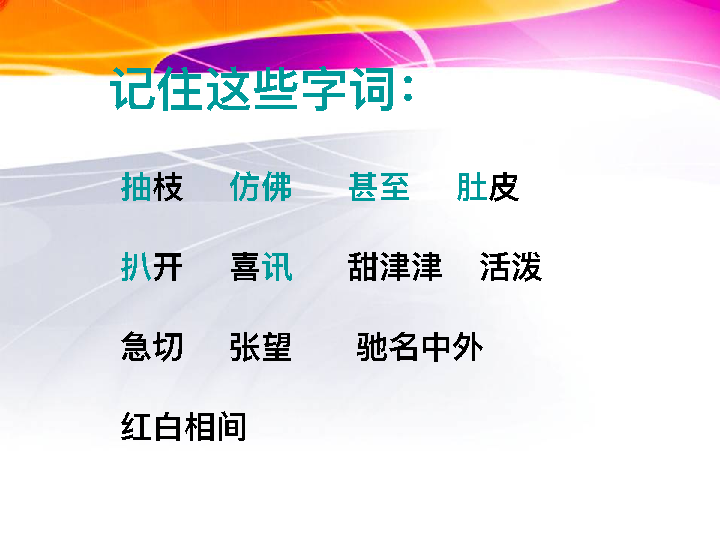 记住这些字词：
抽枝 仿佛 甚至 肚皮
扒开 喜讯 甜津津 活泼
急切 张望 驰名中外
红白相间